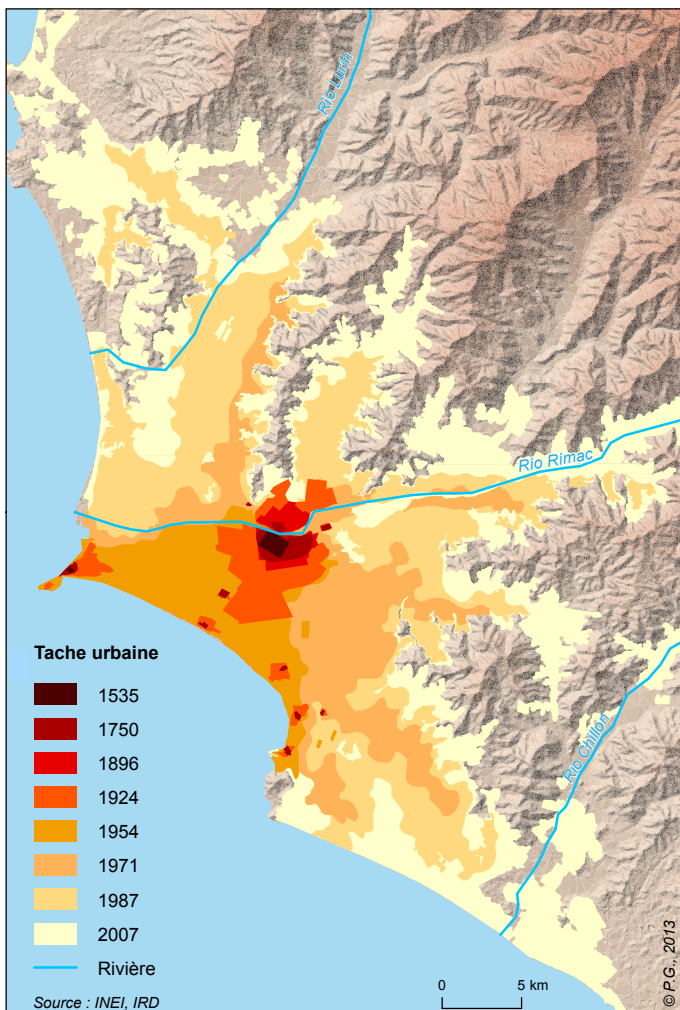 Río Lurín
Río Rímac
Río Chillón
Tache urbaine
1535
1750
1896
1924
1954
1971
1987
2007
Rivière
Source : INEI, IRD
0 5 km
© P.G., 2013